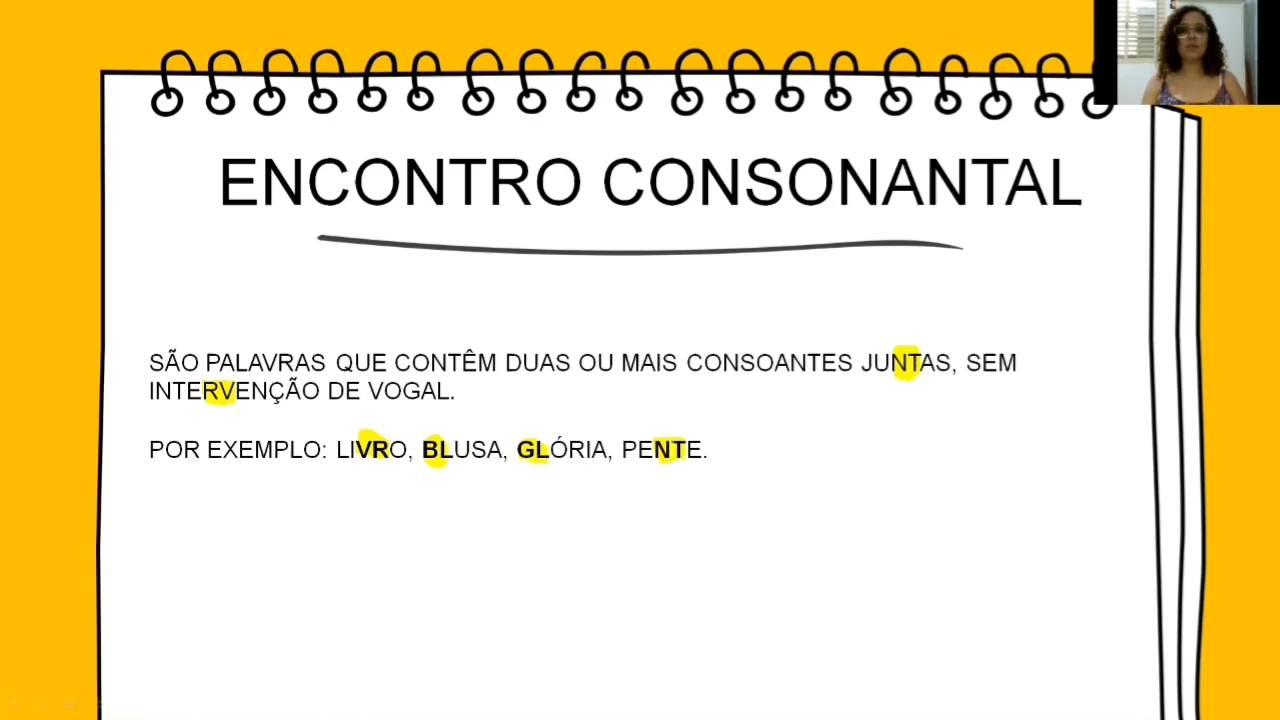 ENCONTRO CONSONANTAL
SÃO PALAVRAS QUE CONTÊM DUAS OU MAIS CONSOANTES JUNTAS, SEM
INTERVENÇÃO DE VOGAL.
POR EXEMPLO: LIVRO, BLUSA, GLÓRIA, PENTE.